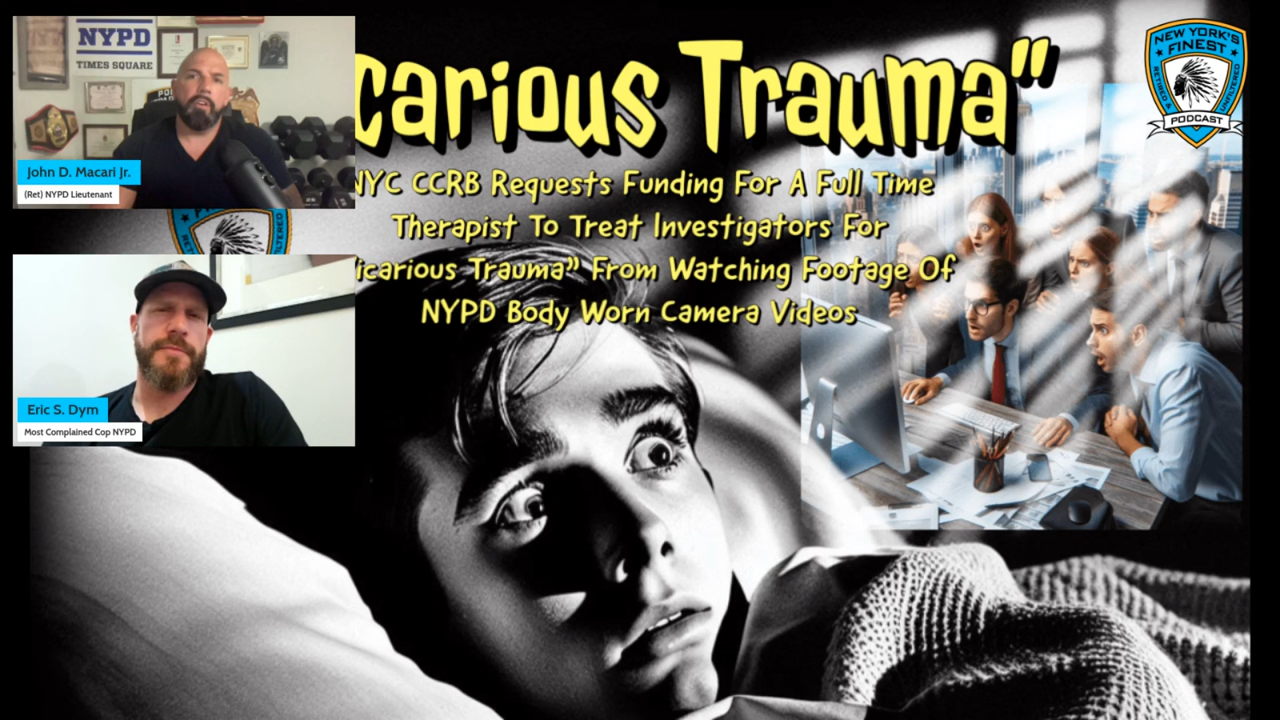 NYPD
TIMES SQUARE
John D. Macari Jr.
(Ret) NYPD Lieutenant
Eric S. Dym
Most Complained Cop NYPD
carious Trauma"
NYC CCRB Requests Funding For A Full Time
Therapist To Treat Investigators For
icarious Trauma" From Watching Footage Of
NYPD Body Worn Camera Videos
NEW YORK'S
FINEST
RETIRED &
UNFILTERED
PODCAST